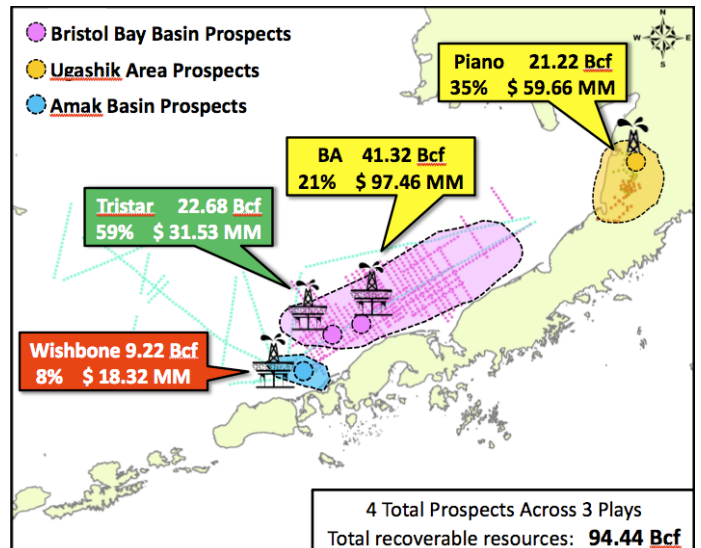 N
W E
S
Bristol Bay Basin Prospects
Ugashik Area Prospects
Amak Basin Prospects
Piano 21.22 Bcf
35% $ 59.66 MM
BA 41.32 Bcf
21% $ 97.46 MM
Tristar 22.68 Bcf
59% $ 31.53 MM
Wishbone 9.22 Bcf
8% $ 18.32 MM
4 Total Prospects Across 3 Plays
Total recoverable resources: 94.44 Bcf